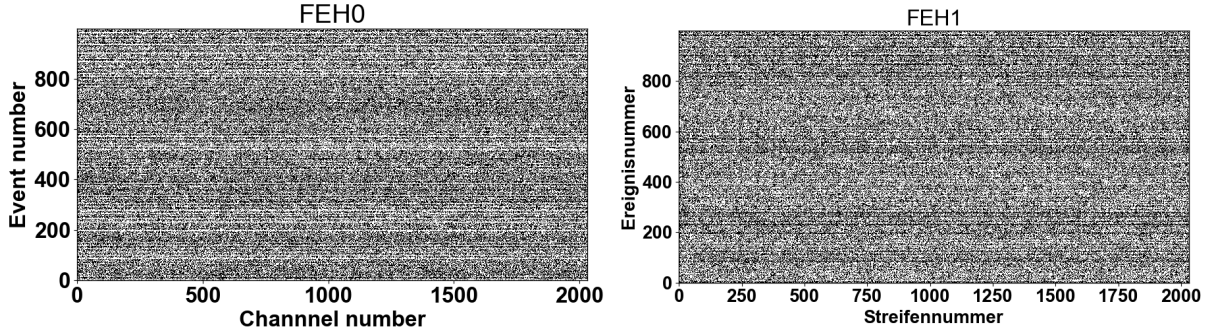 FEH0
Event number
800
600
400
200
0
0 500 1000 1500 2000
Channnel number
FEH1
Ereignisnummer
800
600
400
200
0
0 250 500 750 1000 1250 1500 1750 2000
Streifennummer